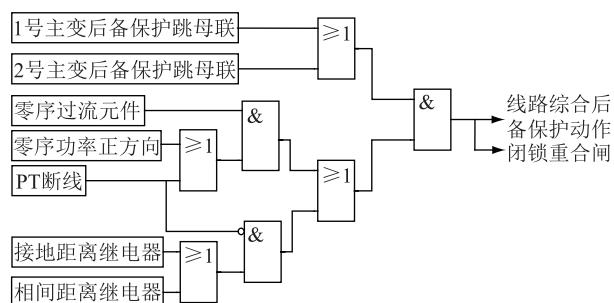 1号主变后备保护跳母联
≥1
2号主变后备保护跳母联
&
线路综合后
备保护动作
闭锁重合闸
零序过流元件
&
零序功率正方向
≥1
PT断线
≥1
&
接地距离继电器
≥1
相间距离继电器